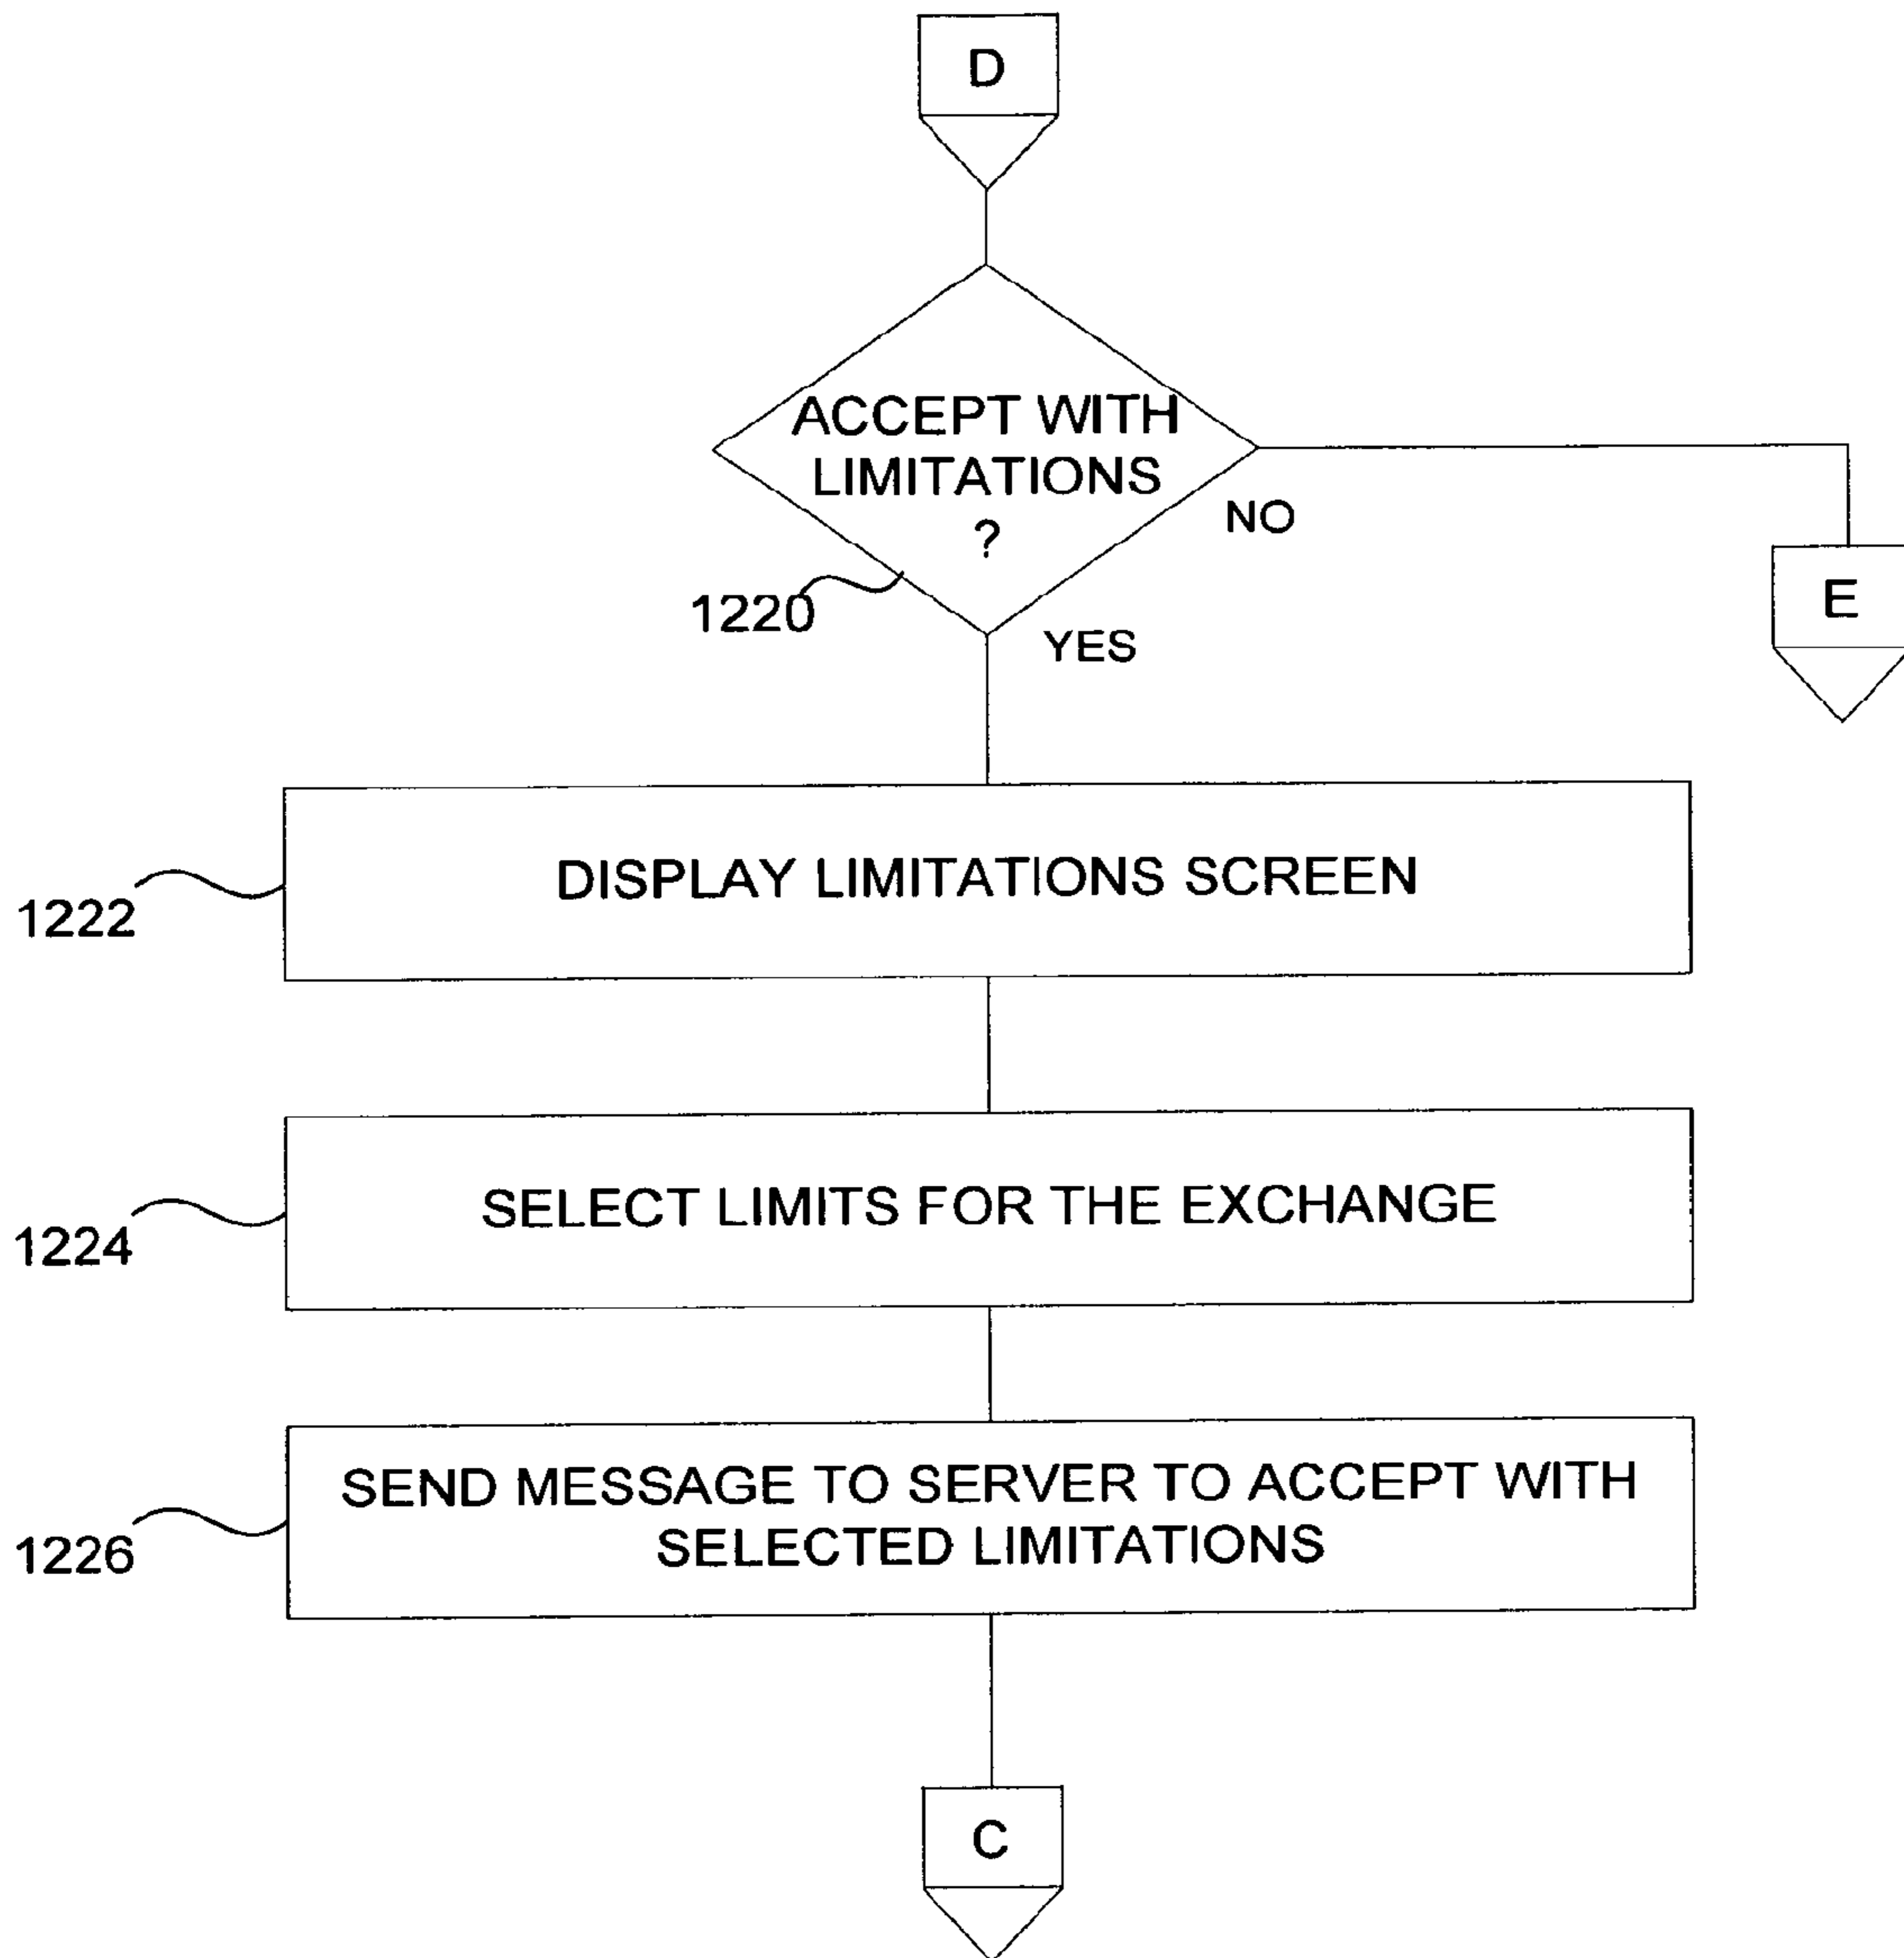 D
ACCEPT WITH
LIMITATIONS
?
NO
1220
YES
E
DISPLAY LIMITATIONS SCREEN
1222
SELECT LIMITS FOR THE EXCHANGE
1224
SEND MESSAGE TO SERVER TO ACCEPT WITH
SELECTED LIMITATIONS
1226
C